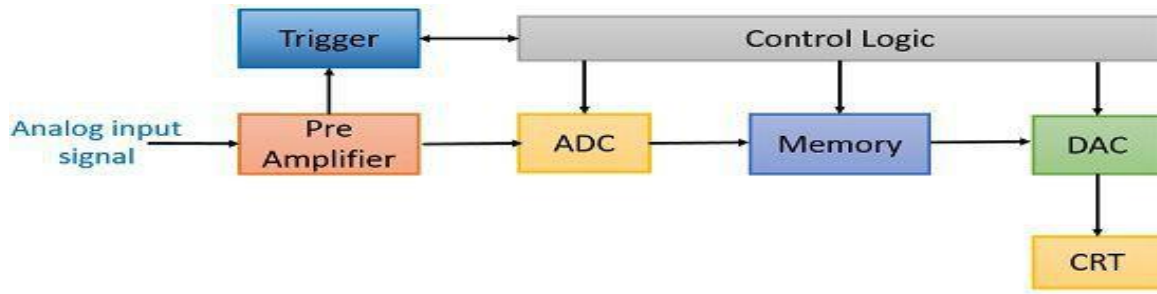 Trigger
Control Logic
Analog input
signal
Pre
Amplifier
ADC
Memory
DAC
CRT